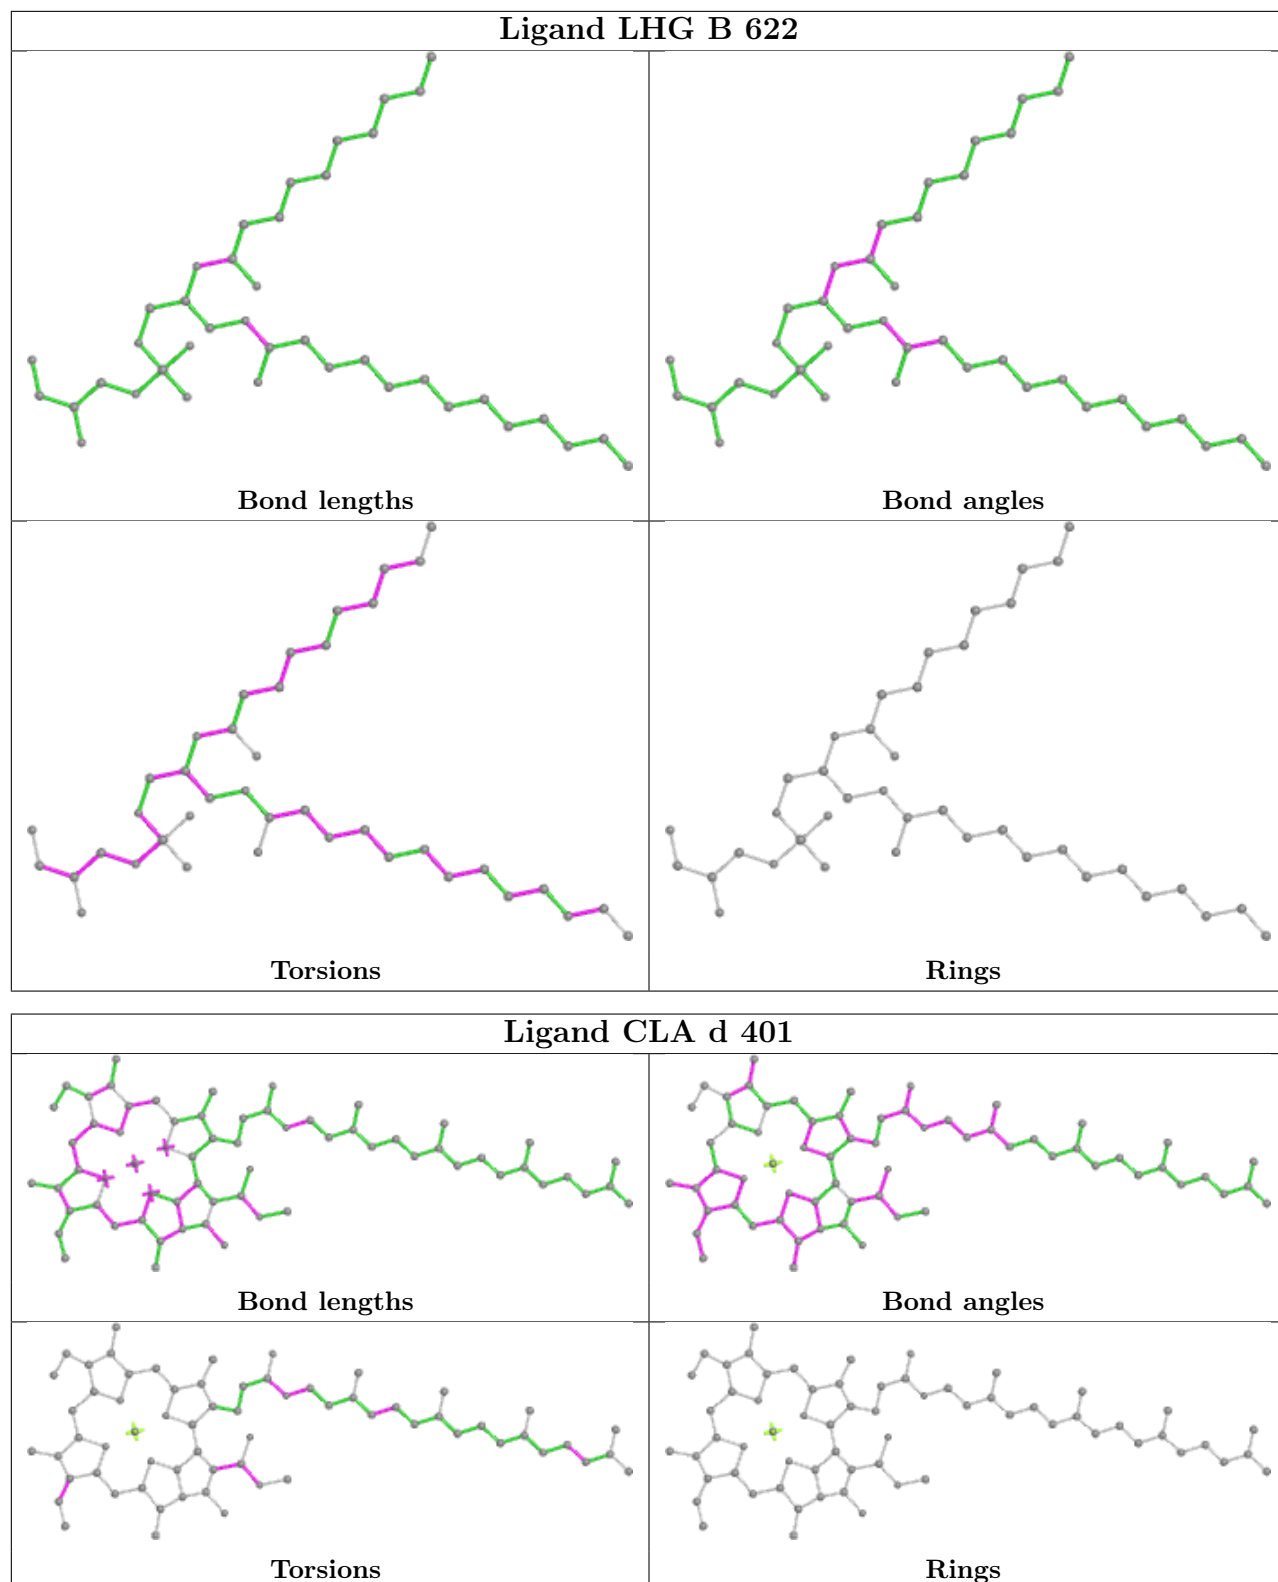 Ligand LHG B 622
Bond lengths
Bond angles
Torsions
Rings
Ligand CLA d 401
Bond lengths
Bond angles
Torsions
Rings